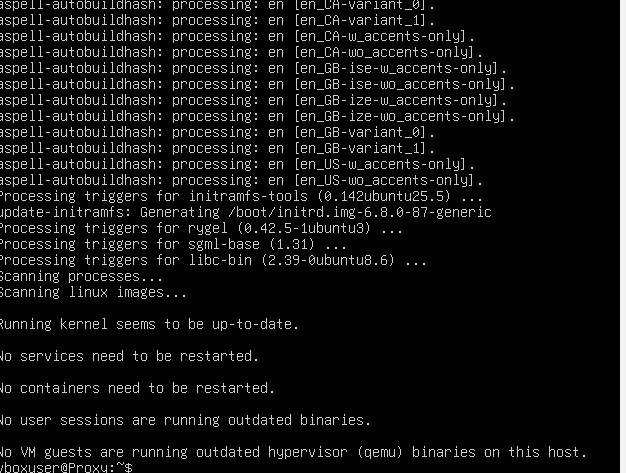 aspell-autobuildhash: processing: en [en_CA-variant_0].
aspell-autobuildhash: processing: en [en_CA-variant_1].
aspell-autobuildhash: processing: en [en_CA-w_accents-only].
aspell-autobuildhash: processing: en [en_CA-wo_accents-only].
aspell-autobuildhash: processing: en [en_GB-ise-w_accents-only].
aspell-autobuildhash: processing: en [en_GB-ise-wo_accents-only].
aspell-autobuildhash: processing: en [en_GB-ize-w_accents-only].
aspell-autobuildhash: processing: en [en_GB-ize-wo_accents-only].
aspell-autobuildhash: processing: en [en_GB-variant_0].
aspell-autobuildhash: processing: en [en_GB-variant_1].
aspell-autobuildhash: processing: en [en_US-w_accents-only].
aspell-autobuildhash: processing: en [en_US-wo_accents-only].
Processing triggers for initramfs-tools (0.142ubuntu25.5) ...
update-initramfs: Generating /boot/initrd.img-6.8.0-87-generic
Processing triggers for rygel (0.42.5-1ubuntu3) ...
Processing triggers for sgml-base (1.31) ...
Processing triggers for libc-bin (2.39-0ubuntu8.6) ...
Scanning processes...
Scanning linux images...
Running kernel seems to be up-to-date.
No services need to be restarted.
No containers need to be restarted.
No user sessions are running outdated binaries.
No VM guests are running outdated hypervisor (qemu) binaries on this host.
vboxuser@Proxy:~$